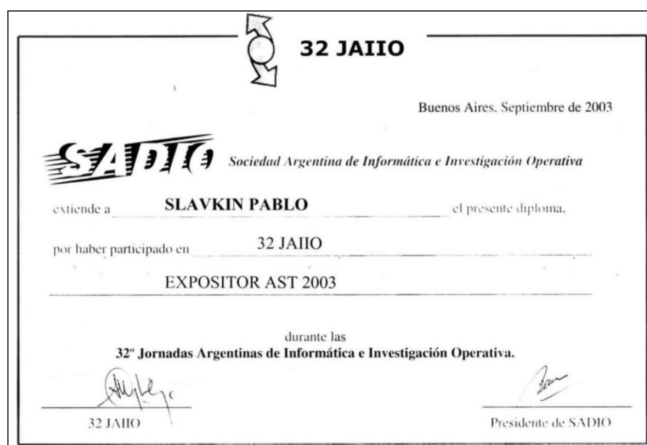 32 JAIIO
Buenos Aires, Septiembre de 2003
SADIO Sociedad Argentina de Informática e Investigación Operativa
extiende a SLAVKIN PABLO el presente diploma,
por haber participado en 32 JAIIO
EXPOSITOR AST 2003
durante las
32º Jornadas Argentinas de Informática e Investigación Operativa.
32 JAIIO Presidente de SADIO